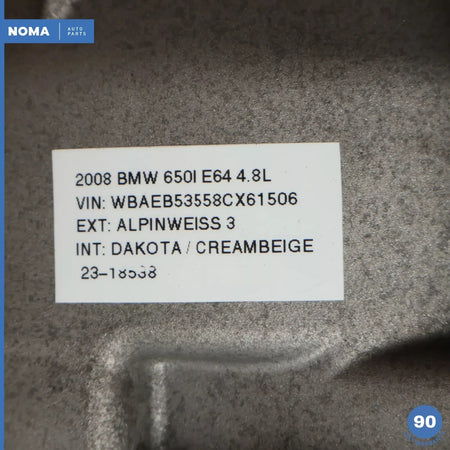 NOMA AUTO PARTS
2008 BMW 650I E64 4.8L
VIN: WBAEB53558CX61506
EXT: ALPINWEISS 3
INT: DAKOTA / CREAMBEIGE
23-18538
90